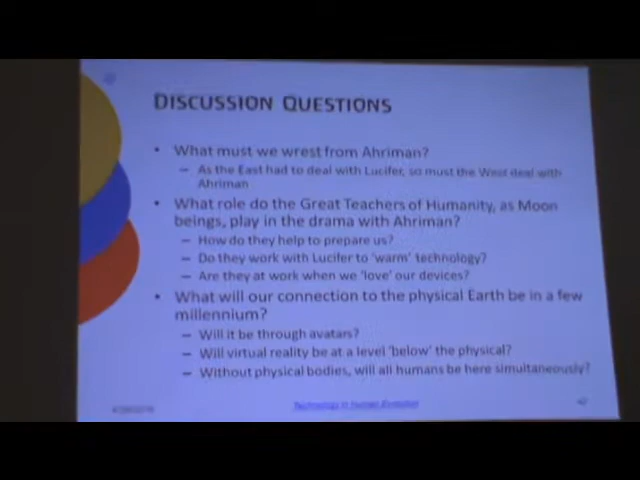 DISCUSSION QUESTIONS
• What must we wrest from Ahriman?
– As the East had to deal with Lucifer, so must the West deal with
Ahriman
• What role do the Great Teachers of Humanity, as Moon
beings, play in the drama with Ahriman?
– How do they help to prepare us?
– Do they work with Lucifer to 'warm' technology?
– Are they at work when we 'love' our devices?
• What will our connection to the physical Earth be in a few
millennium?
– Will it be through avatars?
– Will virtual reality be at a level 'below' the physical?
– Without physical bodies, will all humans be here simultaneously?
Technology in Human Evolution